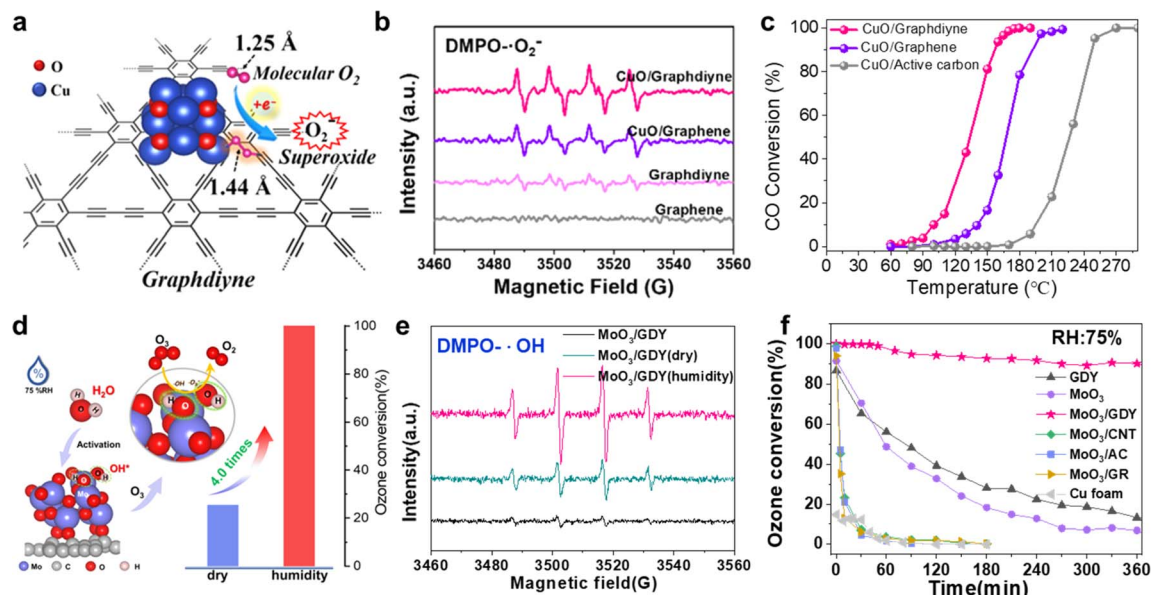 a
1.25 Å
Molecular O₂
O
Cu
+e⁻
O₂⁻
Superoxide
1.44 Å
Graphdiyne
b
DMPO-·O₂⁻
CuO/Graphdiyne
CuO/Graphene
Graphdiyne
Graphene
Intensity (a.u.)
3460
3480
3500
3520
3540
3560
Magnetic Field (G)
c
CuO/Graphdiyne
CuO/Graphene
CuO/Active carbon
CO Conversion (%)
100
80
60
40
20
0
0
30
60
90
120
150
180
210
240
270
Temperature (°C)
d
O₃
O₂
75 %RH
H₂O
H
H
·OH
·O₂⁻
H
O
H
Activation
OH*
H
O
H
Mo
O₃
4.0 times
100
80
60
40
20
0
Ozone conversion(%)
Mo
C
O
H
dry
humidity
e
DMPO- ·OH
MoO₃/GDY
MoO₃/GDY(dry)
MoO₃/GDY(humidity)
Intensity(a.u.)
3460
3480
3500
3520
3540
3560
Magnetic field(G)
f
RH:75%
GDY
MoO₃
MoO₃/GDY
MoO₃/CNT
MoO₃/AC
MoO₃/GR
Cu foam
Ozone conversion(%)
100
80
60
40
20
0
0
60
120
180
240
300
360
Time(min)